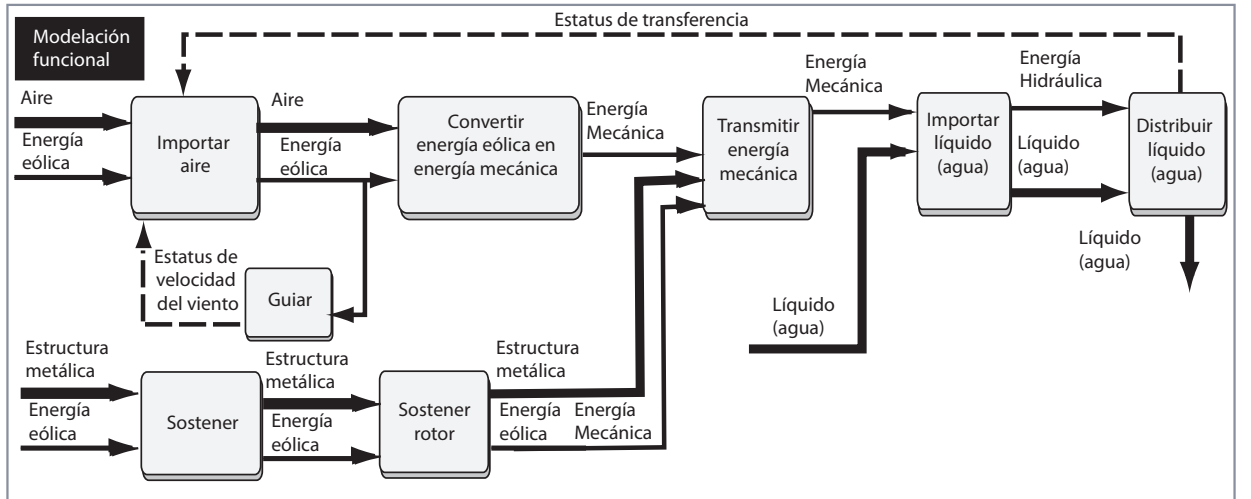 Estatus de transferencia
Modelación
funcional
Aire
Energía
eólica
Importar
aire
Aire
Energía
eólica
Convertir
energía eólica en
energía mecánica
Energía
Mecánica
Transmitir
energía
mecánica
Energía
Mecánica
Importar
líquido
(agua)
Energía
Hidráulica
Líquido
(agua)
Distribuir
líquido
(agua)
Líquido
(agua)
Estatus de
velocidad
del viento
Guiar
Líquido
(agua)
Estructura
metálica
Energía
eólica
Sostener
Estructura
metálica
Energía
eólica
Sostener
rotor
Estructura
metálica
Energía
eólica
Energía
Mecánica